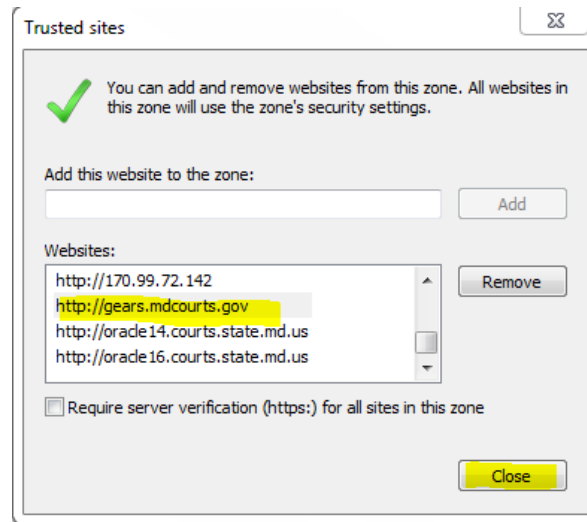 Trusted sites
You can add and remove websites from this zone. All websites in
this zone will use the zone's security settings.
Add this website to the zone:
Add
Websites:
http://170.99.72.142
Remove
http://gears.mdcourts.gov
http://oracle14.courts.state.md.us
http://oracle16.courts.state.md.us
Require server verification (https:) for all sites in this zone
Close